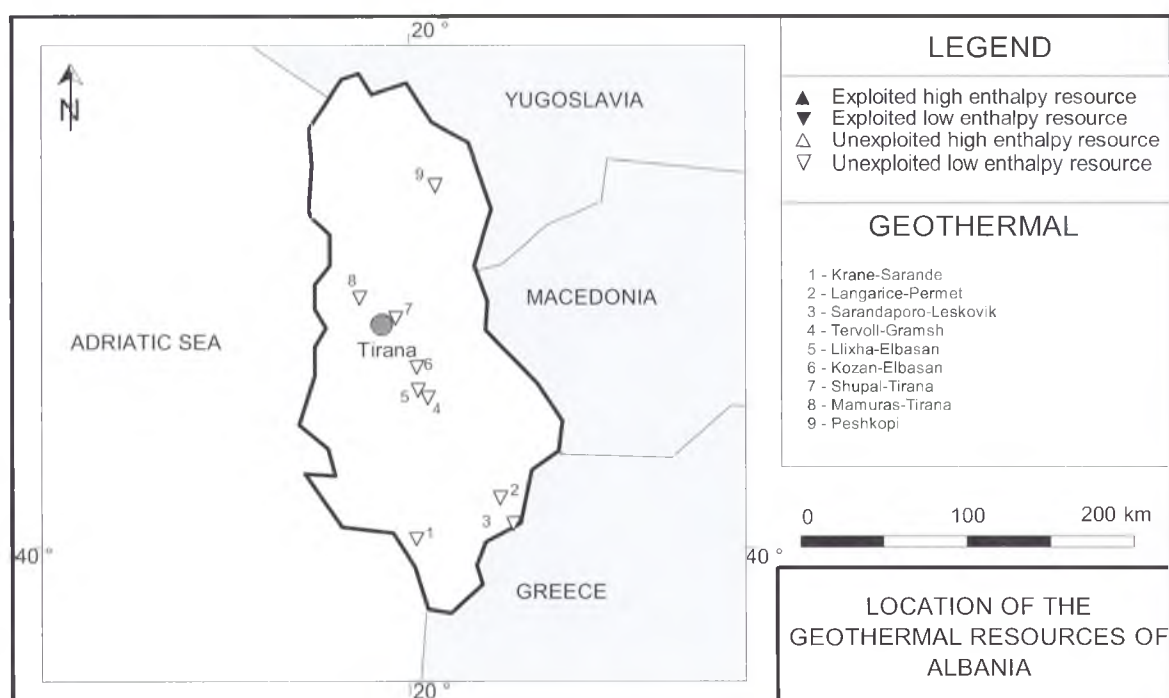 20 °
N
YUGOSLAVIA
9
8
7
MACEDONIA
ADRIATIC SEA
Tirana
6
5
4
2
3
1
40 °
40 °
GREECE
20 °
LEGEND
Exploited high enthalpy resource
Exploited low enthalpy resource
Unexploited high enthalpy resource
Unexploited low enthalpy resource
GEOTHERMAL
1 - Krane-Sarande
2 - Langarice-Permet
3 - Sarandaporo-Leskovik
4 - Tervoll-Gramsh
5 - Llixha-Elbasan
6 - Kozan-Elbasan
7 - Shupal-Tirana
8 - Mamuras-Tirana
9 - Peshkopi
0 100 200 km
LOCATION OF THE
GEOTHERMAL RESOURCES OF
ALBANIA